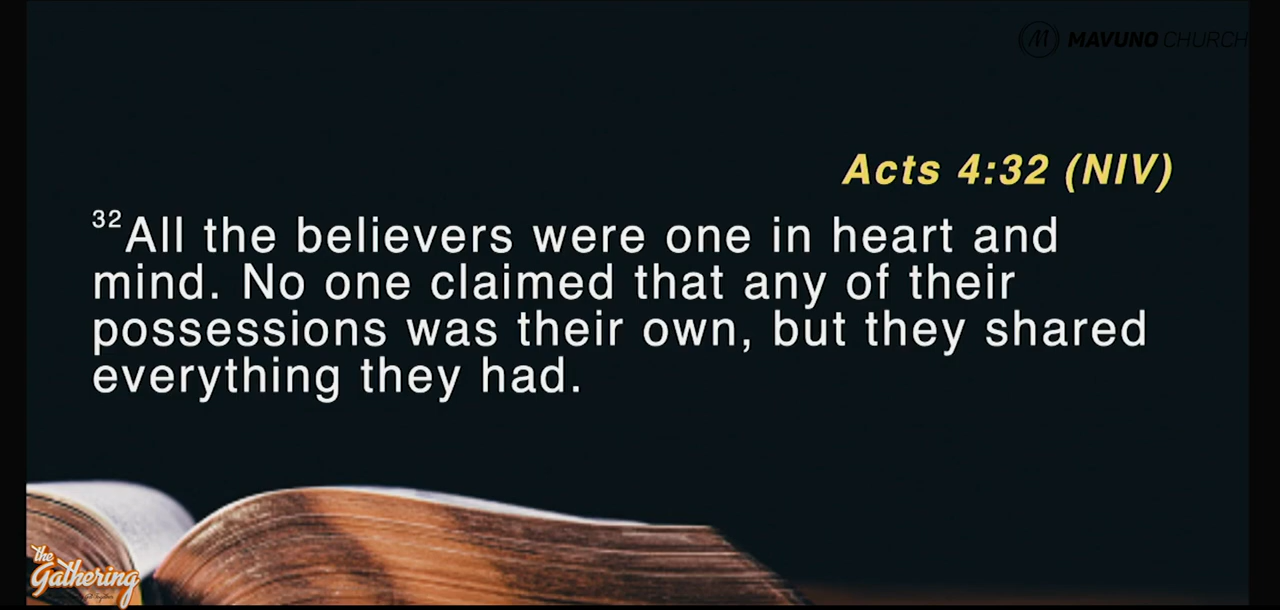 MAVUNO CHURCH
Acts 4:32 (NIV)
32All the believers were one in heart and
mind. No one claimed that any of their
possessions was their own, but they shared
everything they had.
the
Gathering